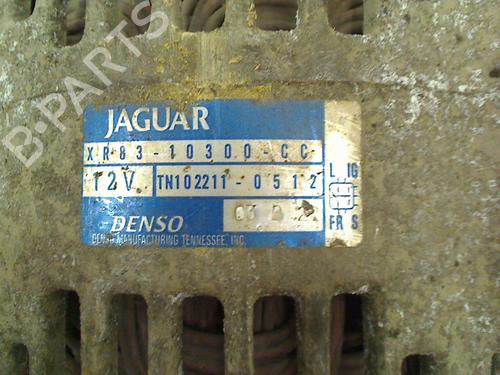 B-PARTS
JAGUAR
XR83-10300-CC
12V TN102211-0512
L IG
DENSO
FR S
DENSO MANUFACTURING TENNESSEE, INC.